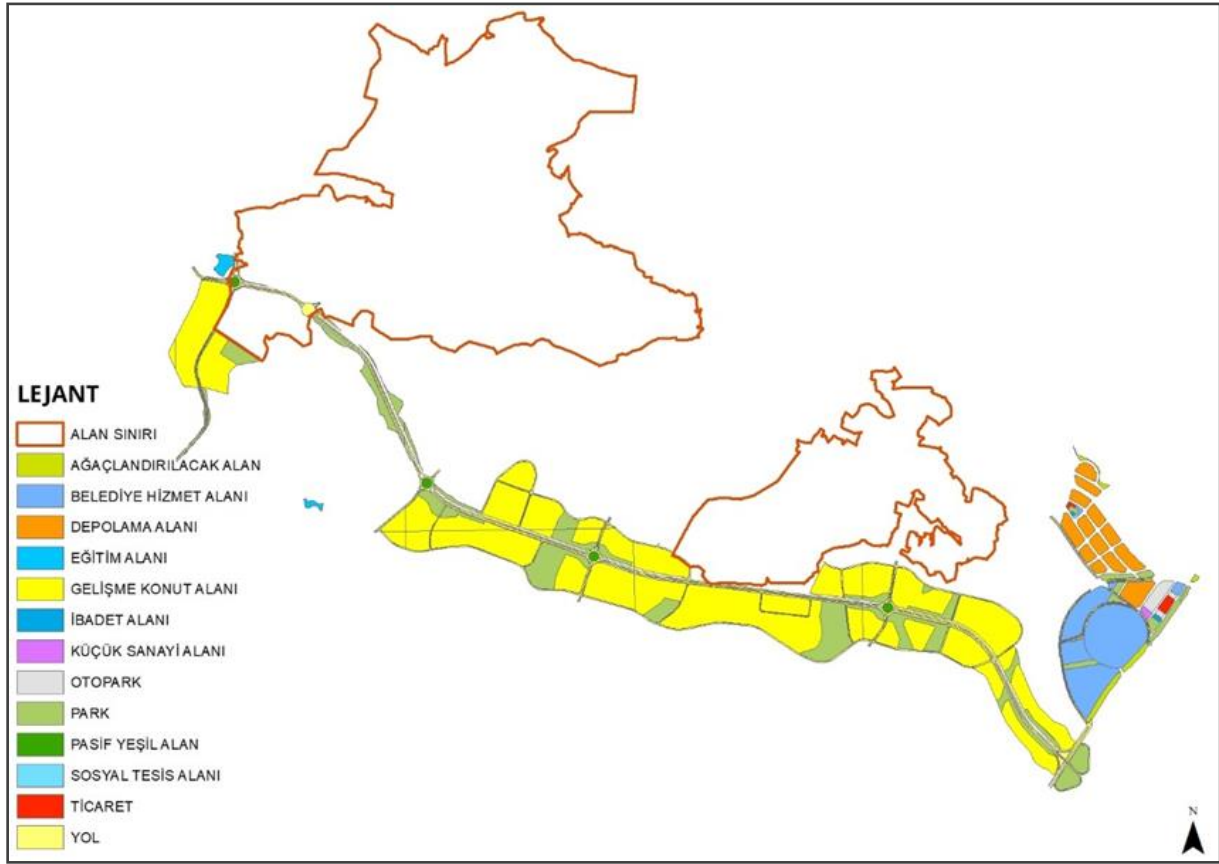 LEJANT
ALAN SINIRI
AĞAÇLANDIRILACAK ALAN
BELEDİYE HİZMET ALANI
DEPOLAMA ALANI
EĞİTİM ALANI
GELİŞME KONUT ALANI
İBADET ALANI
KÜÇÜK SANAYİ ALANI
OTOPARK
PARK
PASİF YEŞİL ALAN
SOSYAL TESİS ALANI
TİCARET
YOL
N